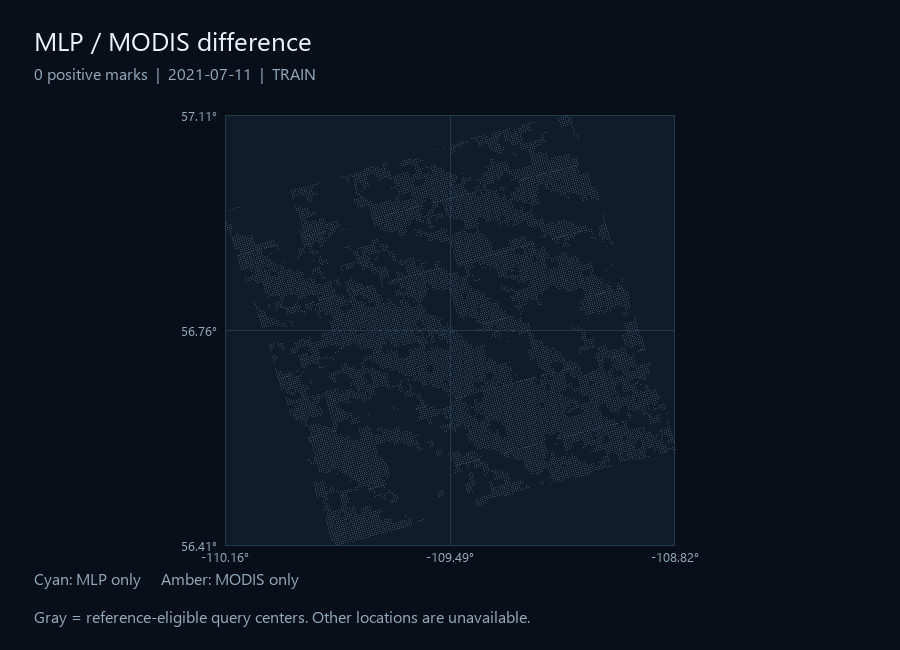 MLP / MODIS difference
0 positive marks | 2021-07-11 | TRAIN
57.11°
56.76°
56.41°
-110.16° -109.49° -108.82°
Cyan: MLP only Amber: MODIS only
Gray = reference-eligible query centers. Other locations are unavailable.